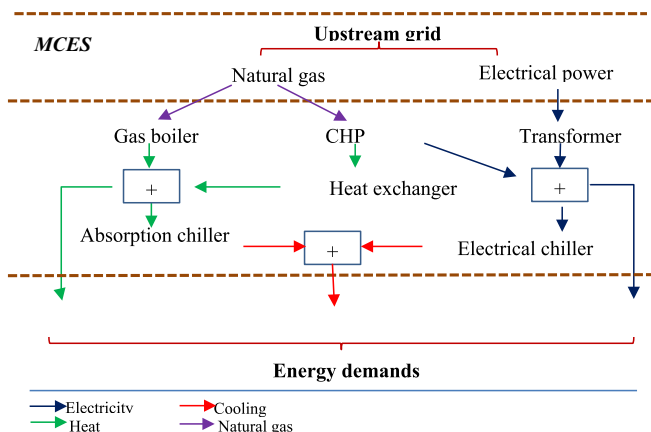 Upstream grid
MCES
Natural gas
Electrical power
Gas boiler
CHP
Transformer
+
Heat exchanger
+
Absorption chiller
+
Electrical chiller
Energy demands
Electricity
Cooling
Heat
Natural gas